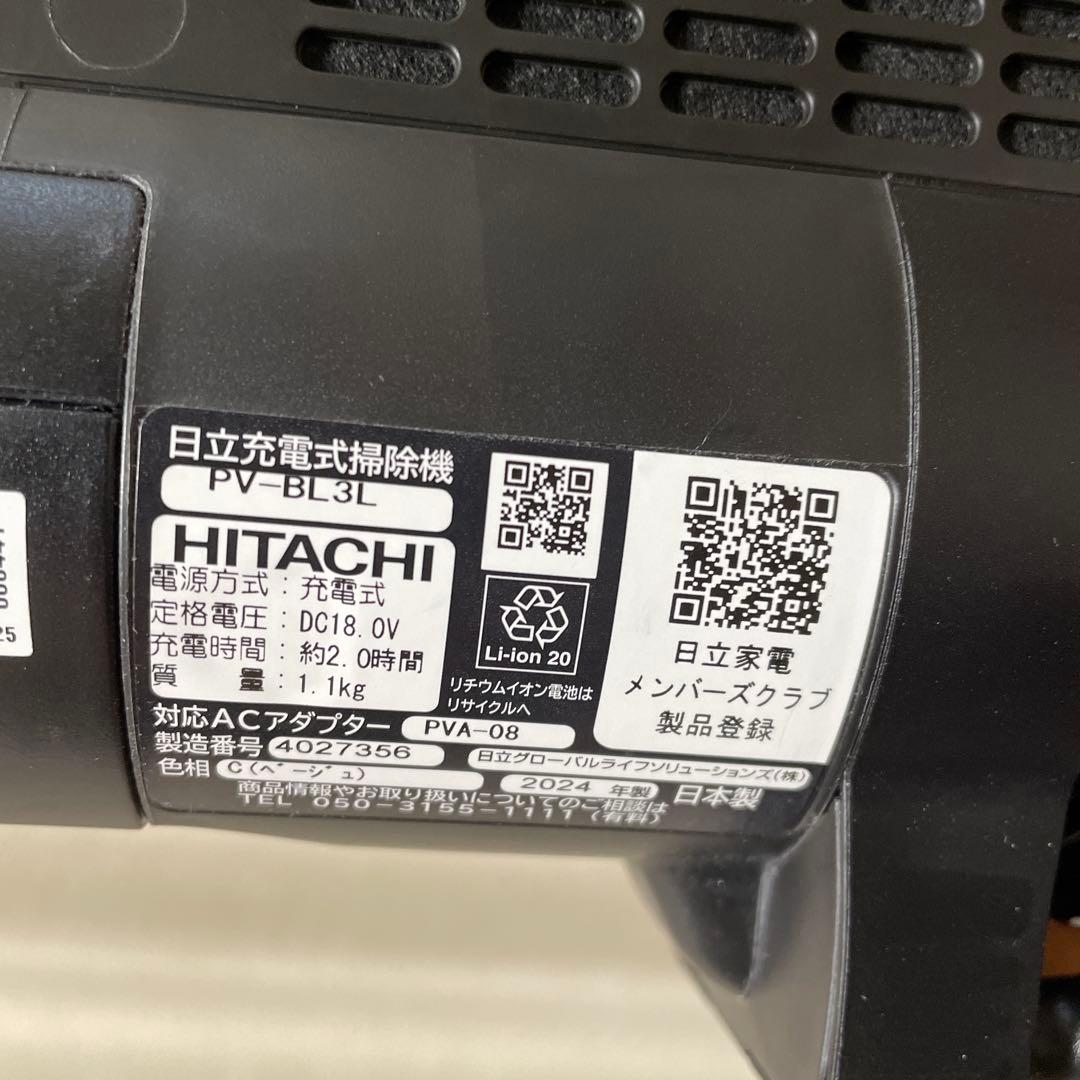 日立充電式掃除機
PV-BL3L
HITACHI
電源方式：充電式
定格電圧：DC18.0V
充電時間：約2.0時間
質量：1.1kg
対応ACアダプター PVA-08
製造番号 4027356
色相 C(ﾍﾞｰｼﾞｭ)
Li-ion 20
リチウムイオン電池は
リサイクルへ
日立家電
メンバーズクラブ
製品登録
日立グローバルライフソリューションズ(株)
2024 年製 日本製
商品情報やお取り扱いについてのご相談は
TEL 050-3155-1111 (有料)
25